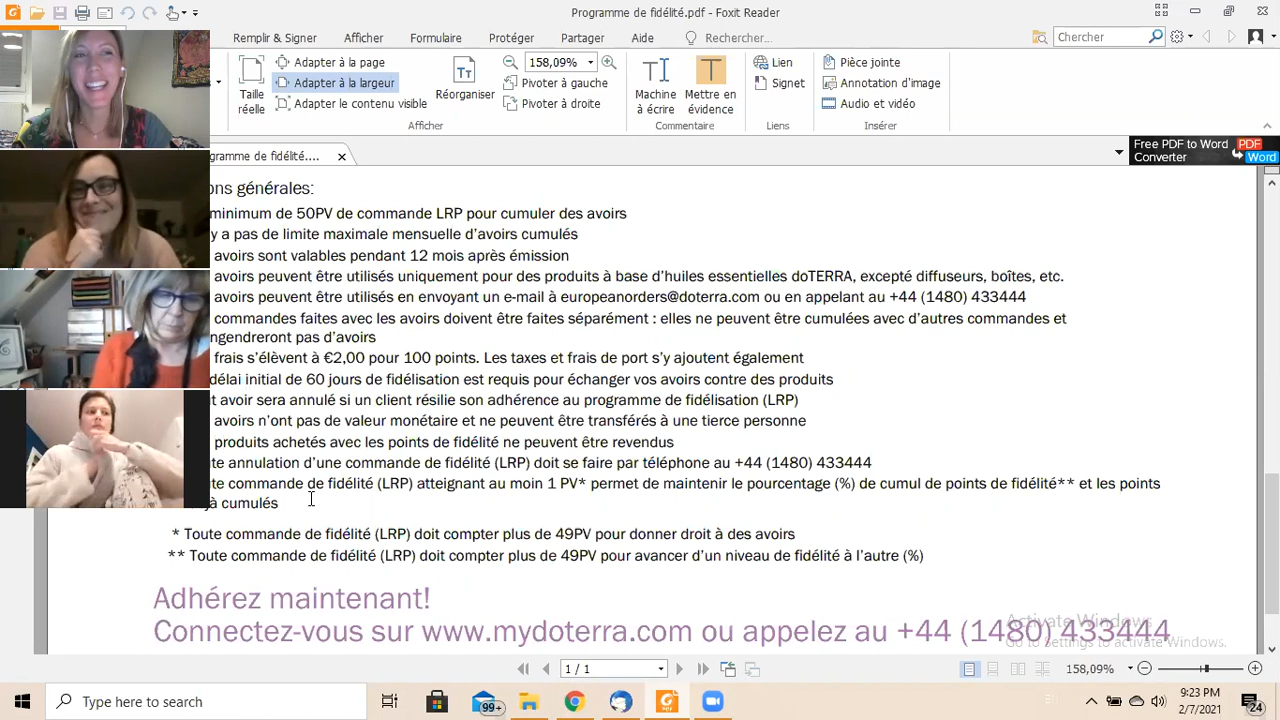 Programme de fidélité.pdf - Foxit Reader
Remplir & Signer Afficher Formulaire Protéger Partager Aide Rechercher... Chercher
Taille réelle
Adapter à la page
Adapter à la largeur
Adapter le contenu visible
Réorganiser
158,09%
Pivoter à gauche
Pivoter à droite
Machine à écrire
Mettre en évidence
Lien
Signet
Pièce jointe
Annotation d'image
Audio et vidéo
Afficher Commentaire Liens Insérer
gramme de fidélité....
Free PDF to Word Converter
PDF
Word
ons générales:
minimum de 50PV de commande LRP pour cumuler des avoirs
y a pas de limite maximale mensuelle d'avoirs cumulés
avoirs sont valables pendant 12 mois après émission
avoirs peuvent être utilisés uniquement pour des produits à base d'huiles essentielles doTERRA, excepté diffuseurs, boîtes, etc.
avoirs peuvent être utilisés en envoyant un e-mail à europeanorders@doterra.com ou en appelant au +44 (1480) 433444
commandes faites avec les avoirs doivent être faites séparément : elles ne peuvent être cumulées avec d'autres commandes et
ngendreront pas d'avoirs
frais s'élèvent à €2,00 pour 100 points. Les taxes et frais de port s'y ajoutent également
délai initial de 60 jours de fidélisation est requis pour échanger vos avoirs contre des produits
t avoir sera annulé si un client résilie son adhérence au programme de fidélisation (LRP)
avoirs n'ont pas de valeur monétaire et ne peuvent être transférés à une tierce personne
produits achetés avec les points de fidélité ne peuvent être revendus
te annulation d'une commande de fidélité (LRP) doit se faire par téléphone au +44 (1480) 433444
te commande de fidélité (LRP) atteignant au moin 1 PV* permet de maintenir le pourcentage (%) de cumul de points de fidélité** et les points
jà cumulés
* Toute commande de fidélité (LRP) doit compter plus de 49PV pour donner droit à des avoirs
** Toute commande de fidélité (LRP) doit compter plus de 49PV pour avancer d'un niveau de fidélité à l'autre (%)
Adhérez maintenant!
Connectez-vous sur www.mydoterra.com ou appelez au +44 (1480) 433444
Activate Windows
Go to Settings to activate Windows.
1 / 1
158,09%
Type here to search
99+
9:23 PM
2/7/2021
24